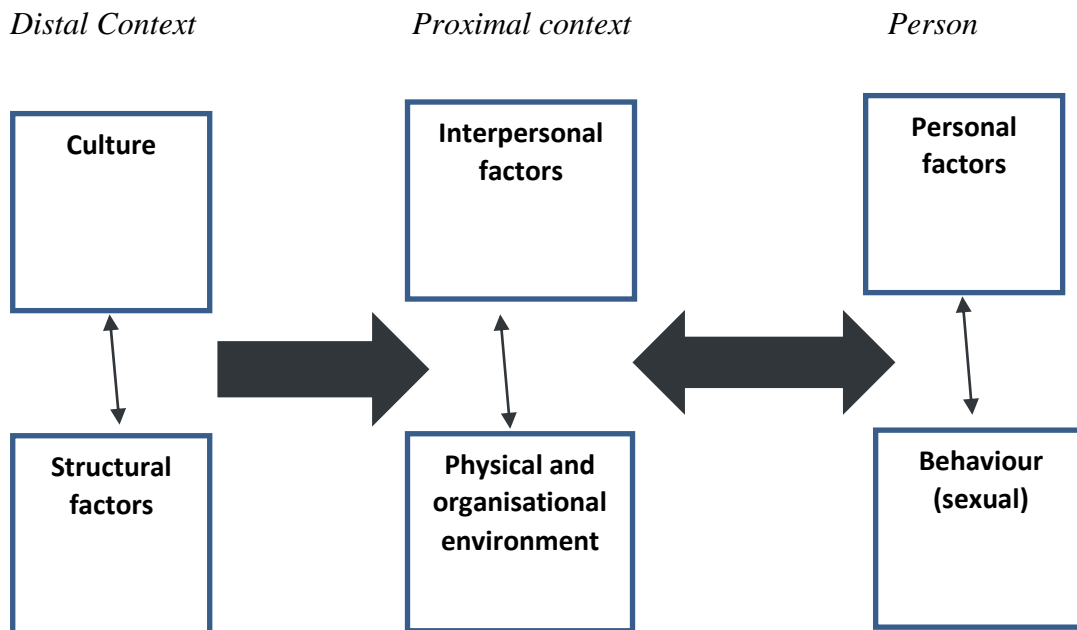 Distal Context
Proximal context
Person
Culture
Interpersonal
factors
Personal
factors
Structural
factors
Physical and
organisational
environment
Behaviour
(sexual)